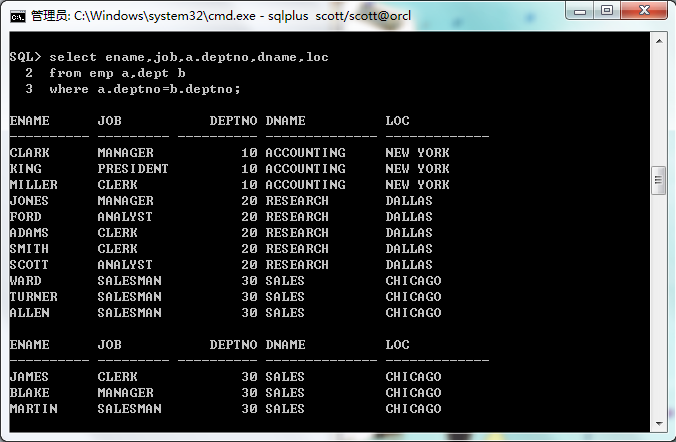 管理员: C:\Windows\system32\cmd.exe - sqlplus  scott/scott@orcl
SQL> select ename,job,a.deptno,dname,loc
  2  from emp a,dept b
  3  where a.deptno=b.deptno;
ENAME      JOB           DEPTNO DNAME          LOC
---------- --------- ---------- -------------- -------------
CLARK      MANAGER           10 ACCOUNTING     NEW YORK
KING       PRESIDENT         10 ACCOUNTING     NEW YORK
MILLER     CLERK             10 ACCOUNTING     NEW YORK
JONES      MANAGER           20 RESEARCH       DALLAS
FORD       ANALYST           20 RESEARCH       DALLAS
ADAMS      CLERK             20 RESEARCH       DALLAS
SMITH      CLERK             20 RESEARCH       DALLAS
SCOTT      ANALYST           20 RESEARCH       DALLAS
WARD       SALESMAN          30 SALES          CHICAGO
TURNER     SALESMAN          30 SALES          CHICAGO
ALLEN      SALESMAN          30 SALES          CHICAGO
ENAME      JOB           DEPTNO DNAME          LOC
---------- --------- ---------- -------------- -------------
JAMES      CLERK             30 SALES          CHICAGO
BLAKE      MANAGER           30 SALES          CHICAGO
MARTIN     SALESMAN          30 SALES          CHICAGO